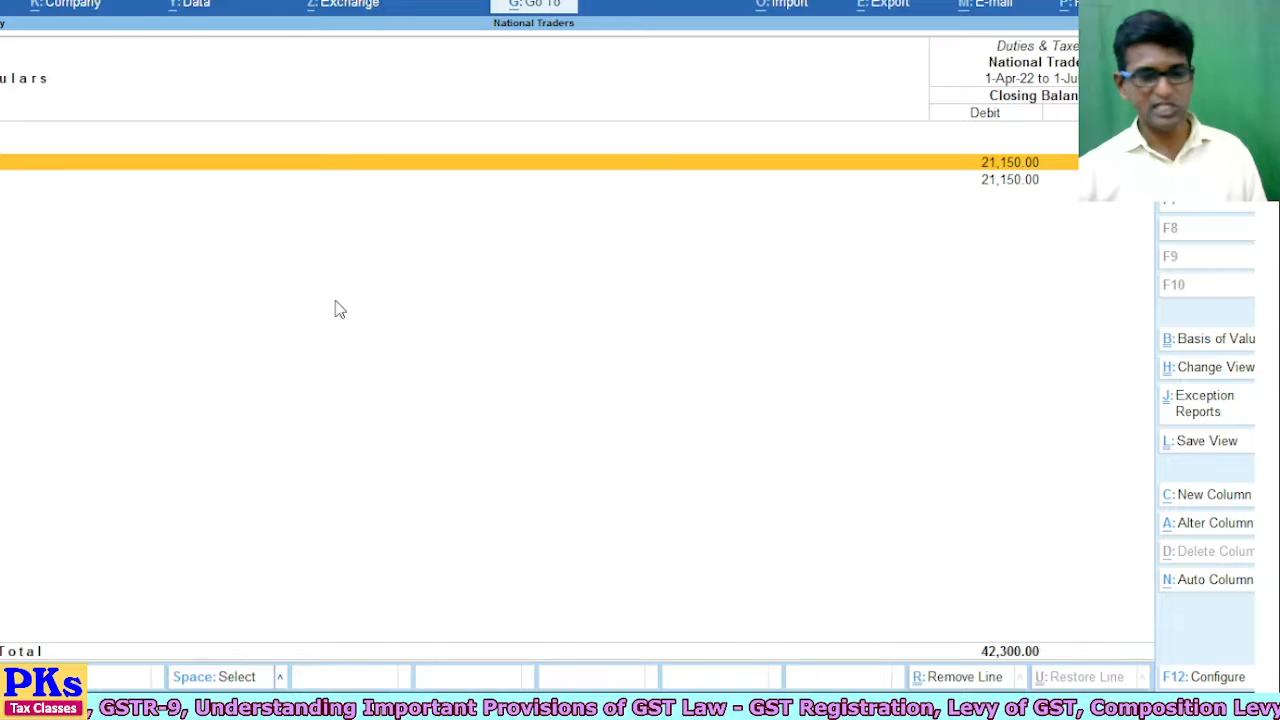 K: Company Y: Data Z: Exchange G: Go To O: Import E: Export M: E-mail P:
y National Traders
Duties & Taxe
ulars National Trade
1-Apr-22 to 1-Ju
Closing Balan
Debit
21,150.00
21,150.00
F8
F9
F10
B: Basis of Valu
H: Change View
J: Exception
Reports
L: Save View
C: New Column
A: Alter Column
D: Delete Colum
N: Auto Column
Total 42,300.00
Space: Select ^ R: Remove Line ^ U: Restore Line ^ F12: Configure
PKs
Tax Classes
, GSTR-9, Understanding Important Provisions of GST Law - GST Registration, Levy of GST, Composition Levy